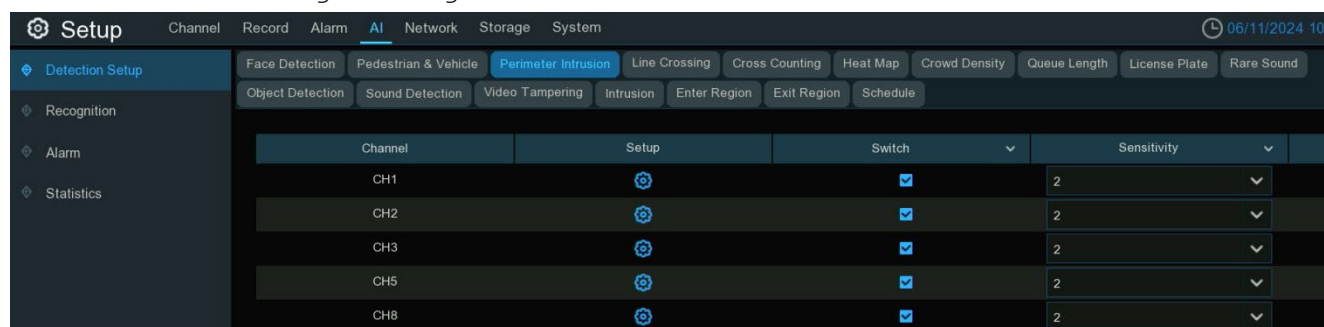 Setup Channel Record Alarm AI Network Storage System 06/11/2024 10
Detection Setup
Recognition
Alarm
Statistics
Face Detection Pedestrian & Vehicle Perimeter Intrusion Line Crossing Cross Counting Heat Map Crowd Density Queue Length License Plate Rare Sound
Object Detection Sound Detection Video Tampering Intrusion Enter Region Exit Region Schedule
Channel Setup Switch Sensitivity
CH1 2
CH2 2
CH3 2
CH5 2
CH8 2